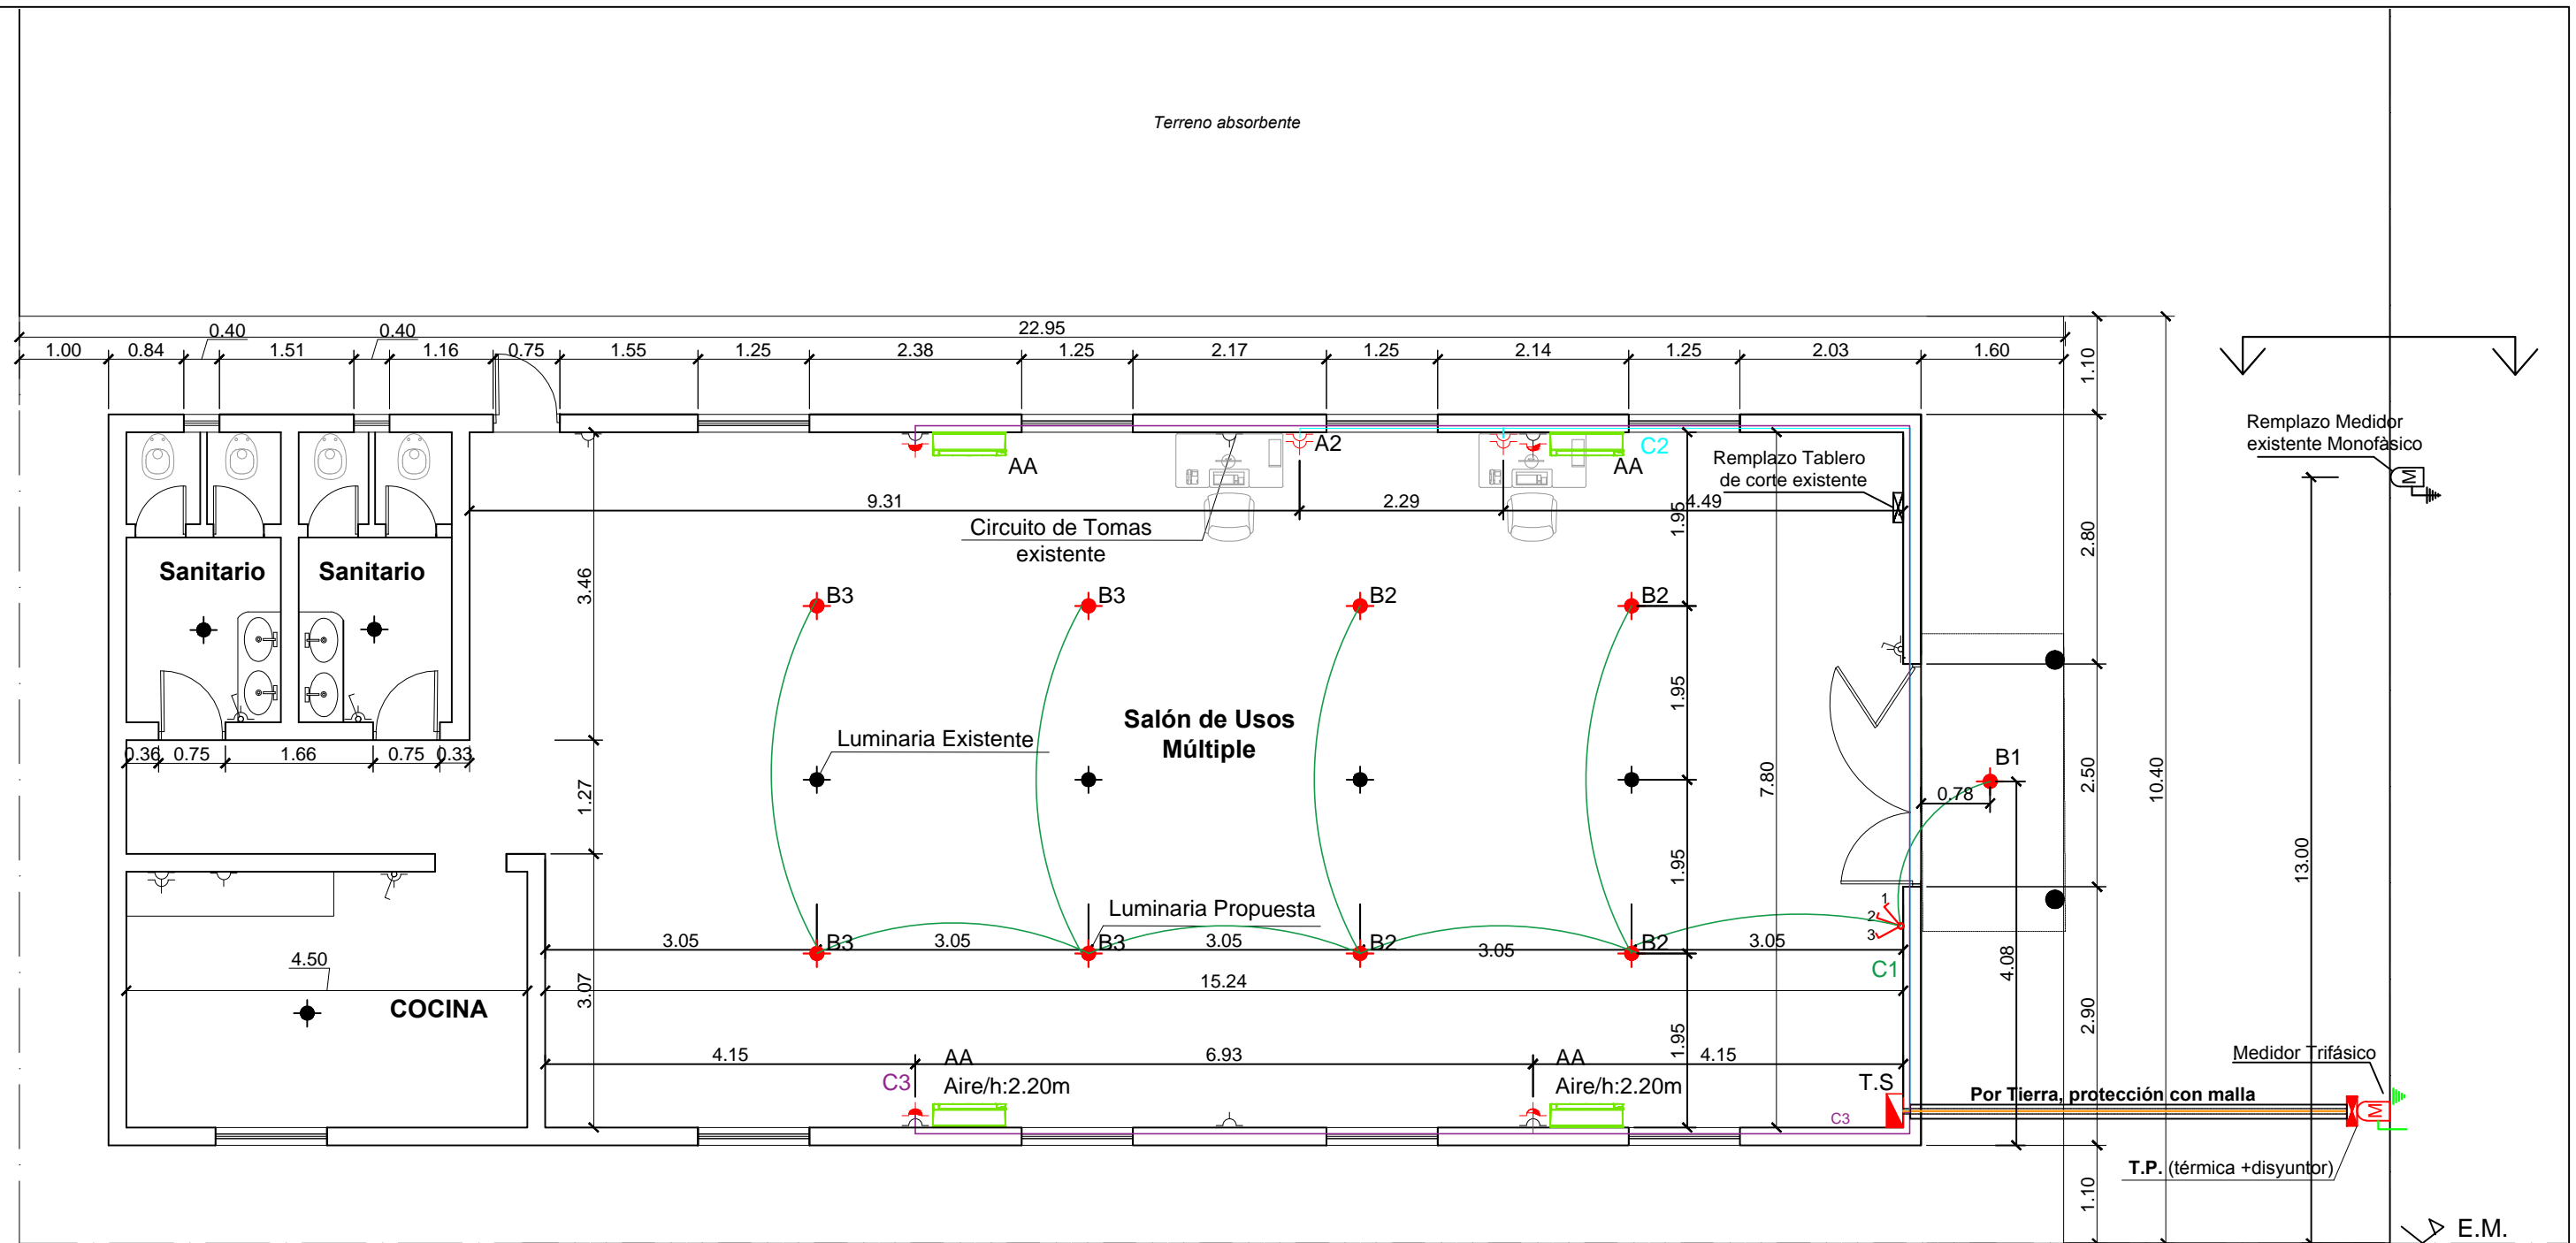 Terreno absorbente
22.95
0.40
0.40
1.00
0.84
1.51
1.16
0.75
1.55
1.25
2.38
1.25
2.17
1.25
2.14
1.25
2.03
1.60
1.10
Remplazo Medidor
existente Monofàsico
M
AA
A2
AA
C2
Remplazo Tablero
de corte existente
9.31
2.29
4.49
1.95
Circuito de Tomas
existente
2.80
Sanitario
Sanitario
3.46
B3
B3
B2
B2
1.95
Salón de Usos
Múltiple
Luminaria Existente
0.36
0.75
1.66
0.75
0.33
1.27
7.80
B1
0.78
2.50
10.40
13.00
1.95
Luminaria Propuesta
1
2
3
3.05
B3
3.05
B3
3.05
B2
3.05
B2
3.05
C1
4.08
4.50
15.24
3.07
COCINA
2.90
1.95
4.15
AA
6.93
AA
4.15
C3
Aire/h:2.20m
Aire/h:2.20m
T.S
C3
Medidor Trifásico
Por Tierra, protección con malla
M
T.P. (térmica +disyuntor)
1.10
E.M.